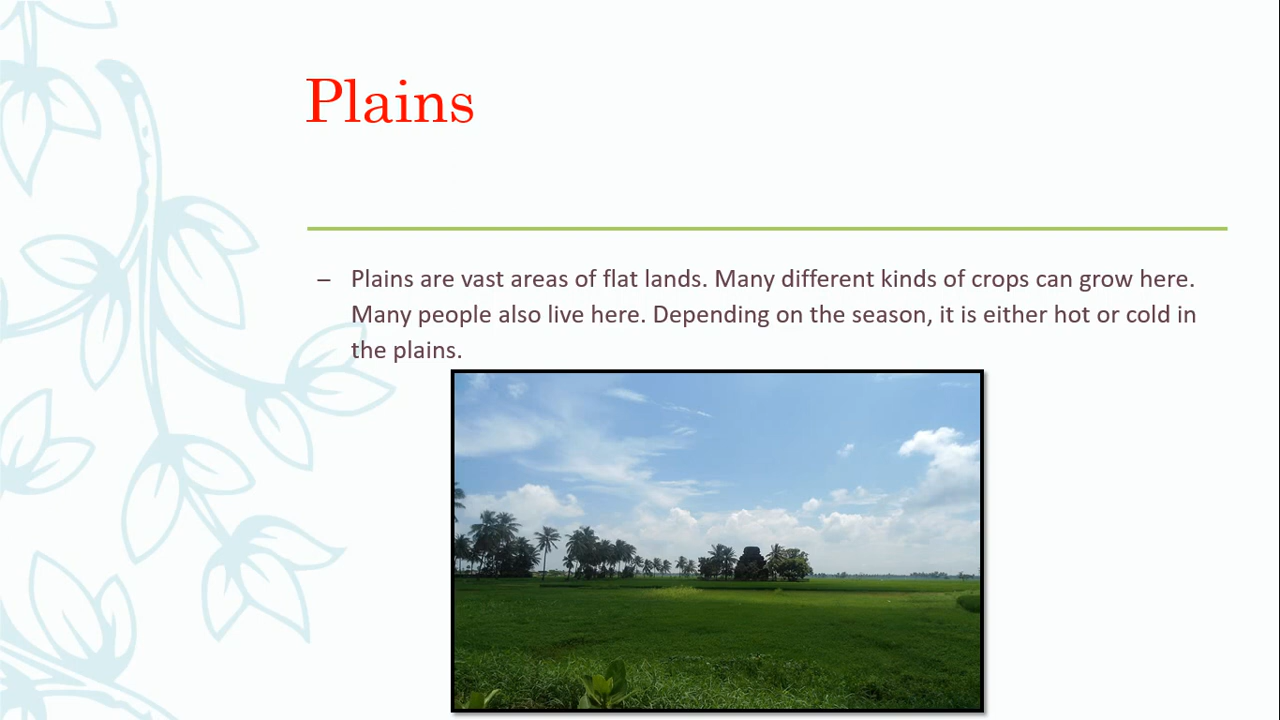 Plains
– Plains are vast areas of flat lands. Many different kinds of crops can grow here.
Many people also live here. Depending on the season, it is either hot or cold in
the plains.